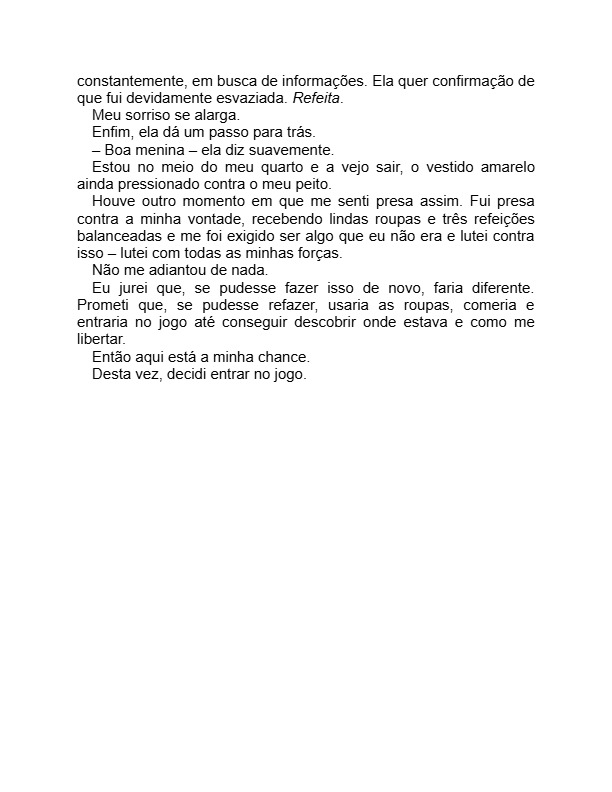 constantemente, em busca de informações. Ela quer confirmação de
que fui devidamente esvaziada. Refeita.
Meu sorriso se alarga.
Enfim, ela dá um passo para trás.
– Boa menina – ela diz suavemente.
Estou no meio do meu quarto e a vejo sair, o vestido amarelo
ainda pressionado contra o meu peito.
Houve outro momento em que me senti presa assim. Fui presa
contra a minha vontade, recebendo lindas roupas e três refeições
balanceadas e me foi exigido ser algo que eu não era e lutei contra
isso – lutei com todas as minhas forças.
Não me adiantou de nada.
Eu jurei que, se pudesse fazer isso de novo, faria diferente.
Prometi que, se pudesse refazer, usaria as roupas, comeria e
entraria no jogo até conseguir descobrir onde estava e como me
libertar.
Então aqui está a minha chance.
Desta vez, decidi entrar no jogo.